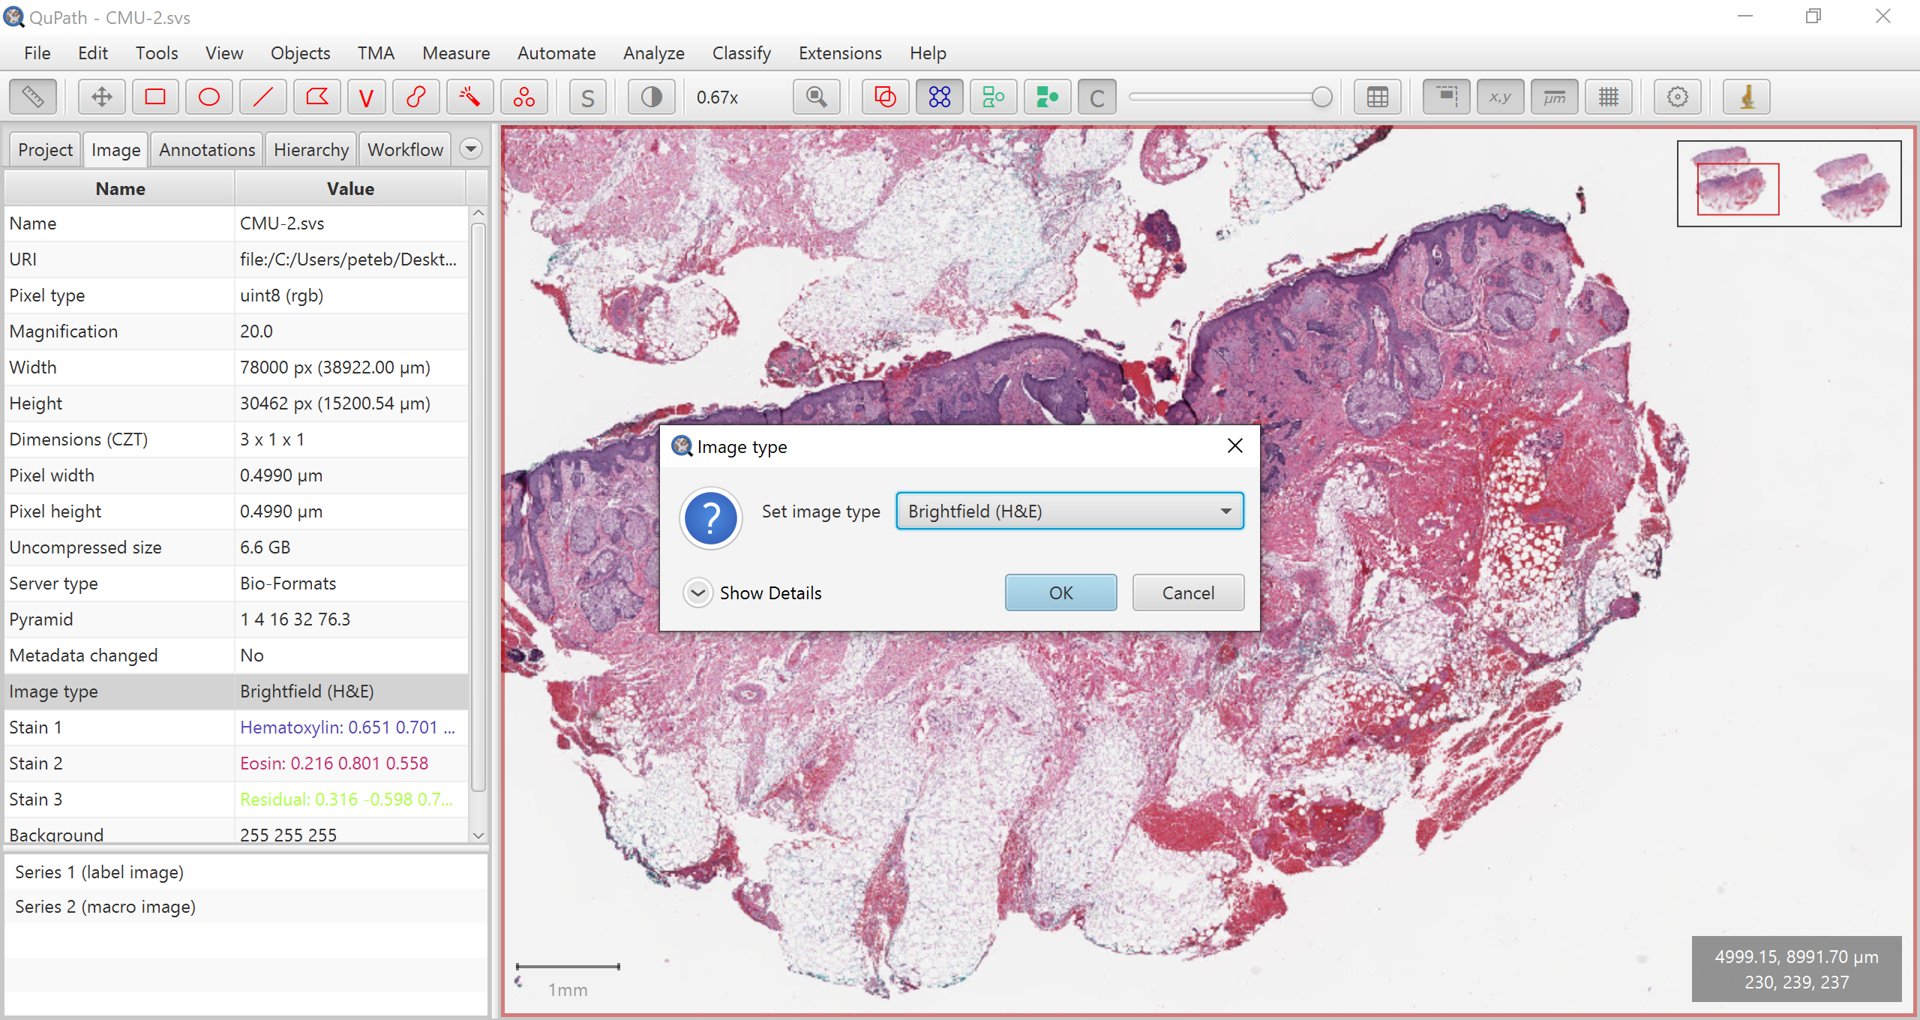 QuPath - CMU-2.svs
File Edit Tools View Objects TMA Measure Automate Analyze Classify Extensions Help
V S 0.67x C x,y μm
Project Image Annotations Hierarchy Workflow
Name Value
Name CMU-2.svs
URI file:/C:/Users/peteb/Deskt...
Pixel type uint8 (rgb)
Magnification 20.0
Width 78000 px (38922.00 μm)
Height 30462 px (15200.54 μm)
Dimensions (CZT) 3 x 1 x 1
Pixel width 0.4990 μm
Pixel height 0.4990 μm
Uncompressed size 6.6 GB
Server type Bio-Formats
Pyramid 1 4 16 32 76.3
Metadata changed No
Image type Brightfield (H&E)
Stain 1 Hematoxylin: 0.651 0.701 ...
Stain 2 Eosin: 0.216 0.801 0.558
Stain 3 Residual: 0.316 -0.598 0.7...
Background 255 255 255
Series 1 (label image)
Series 2 (macro image)
Image type
? Set image type Brightfield (H&E)
Show Details OK Cancel
1mm
4999.15, 8991.70 μm
230, 239, 237